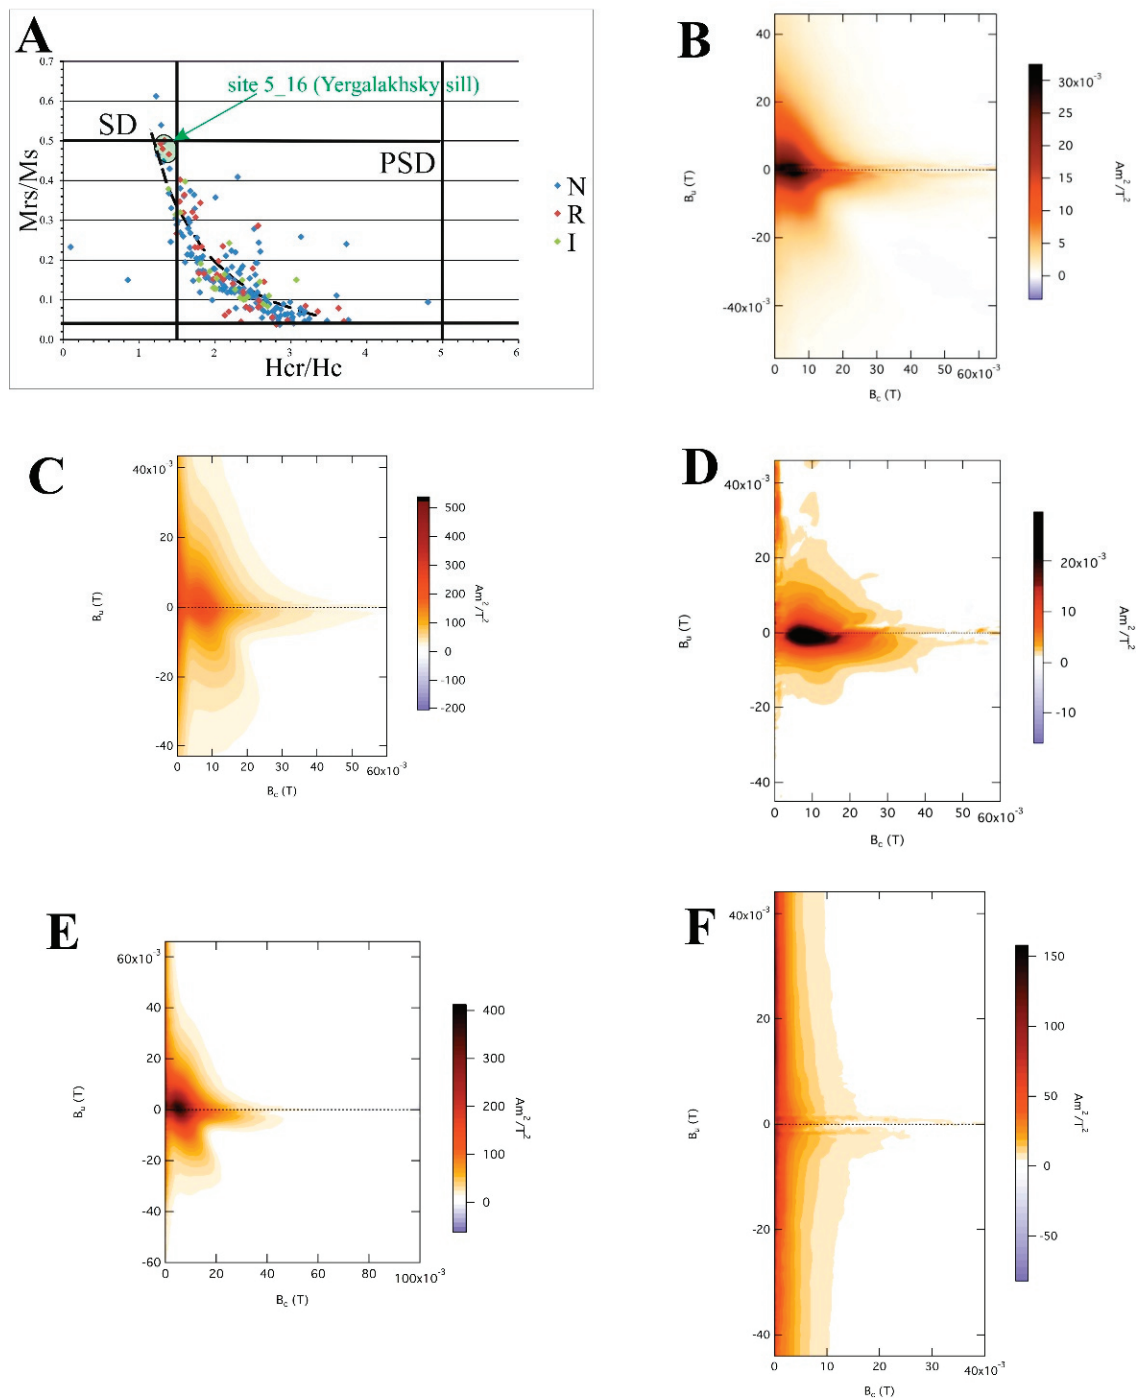 A
0.7
0.6
0.5
0.4
0.3
0.2
0.1
0.0
0 1 2 3 4 5 6
Mrs/Ms
Hcr/Hc
site 5_16 (Yergalakhsky sill)
SD
PSD
N
R
I
B
40
20
0
-20
-40x10⁻³
Bᵤ (T)
0 10 20 30 40 50 60x10⁻³
B꜀ (T)
30x10⁻³
25
20
15
10
5
0
Am²/T²
C
40x10⁻³
20
0
-20
-40
Bᵤ (T)
0 10 20 30 40 50 60x10⁻³
B꜀ (T)
500
400
300
200
100
0
-100
-200
Am²/T²
D
40x10⁻³
20
0
-20
-40
Bᵤ (T)
0 10 20 30 40 50 60x10⁻³
B꜀ (T)
20x10⁻³
10
0
-10
Am²/T²
E
60x10⁻³
40
20
0
-20
-40
-60
Bᵤ (T)
0 20 40 60 80 100x10⁻³
B꜀ (T)
400
300
200
100
0
Am²/T²
F
40x10⁻³
20
0
-20
-40
Bᵤ (T)
0 10 20 30 40x10⁻³
B꜀ (T)
150
100
50
0
-50
Am²/T²